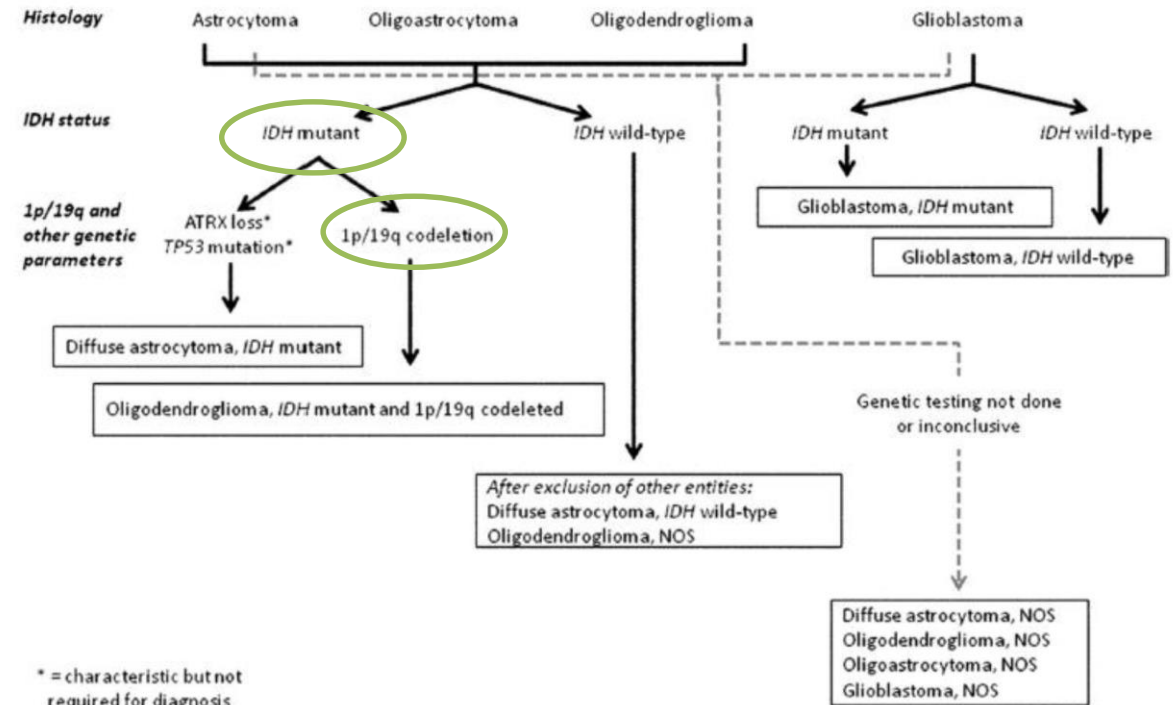 Histology Astrocytoma Oligoastrocytoma Oligodendroglioma Glioblastoma
IDH status IDH mutant IDH wild-type IDH mutant IDH wild-type
1p/19q and
other genetic
parameters
ATRX loss*
TP53 mutation*
1p/19q codeletion
Glioblastoma, IDH mutant
Glioblastoma, IDH wild-type
Diffuse astrocytoma, IDH mutant
Oligodendroglioma, IDH mutant and 1p/19q codeleted
Genetic testing not done
or inconclusive
After exclusion of other entities:
Diffuse astrocytoma, IDH wild-type
Oligodendroglioma, NOS
Diffuse astrocytoma, NOS
Oligodendroglioma, NOS
Oligoastrocytoma, NOS
Glioblastoma, NOS
* = characteristic but not
required for diagnosis